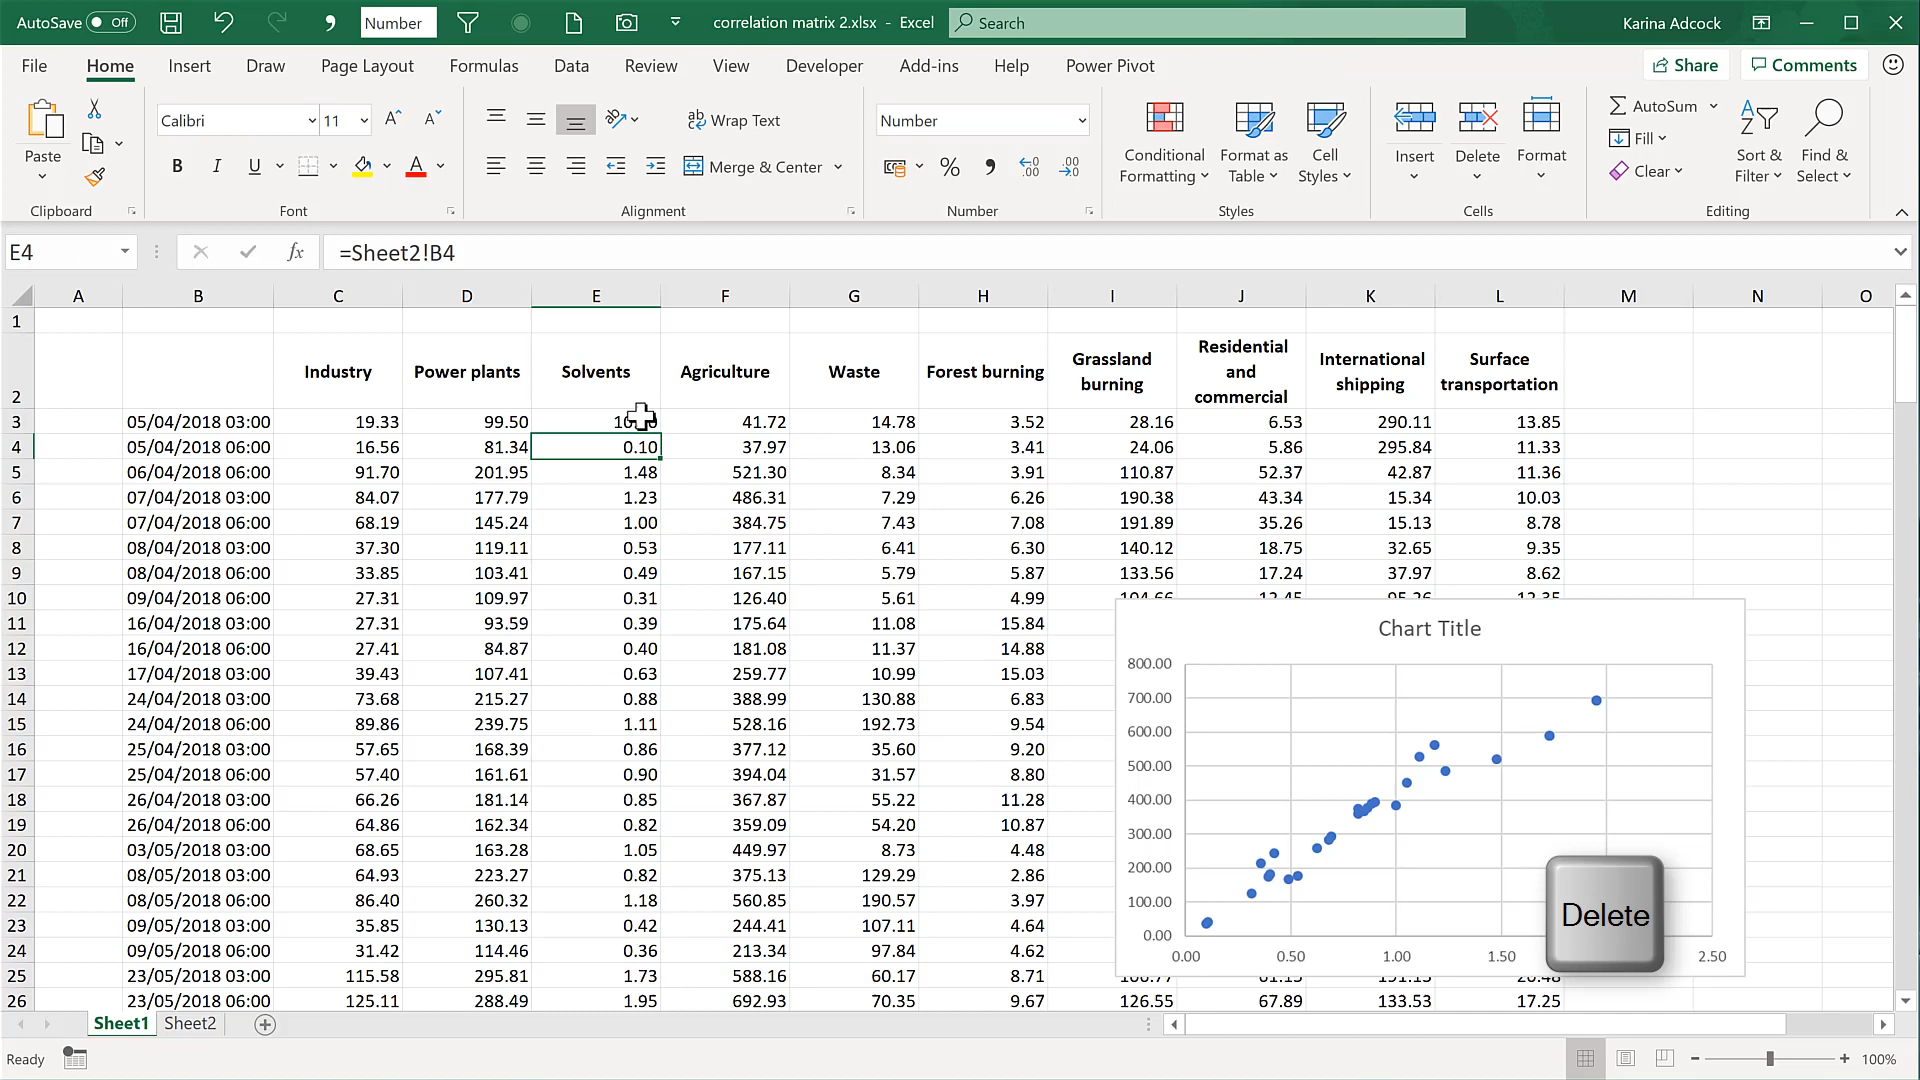 AutoSave Off Number correlation matrix 2.xlsx - Excel Search Karina Adcock
File Home Insert Draw Page Layout Formulas Data Review View Developer Add-ins Help Power Pivot Share Comments
Calibri 11 Wrap Text Number AutoSum
Fill
Paste Merge & Center Conditional Formatting Format as Table Cell Styles Insert Delete Format Clear Sort & Filter Find & Select
Clipboard Font Alignment Number Styles Cells Editing
E4 fx =Sheet2!B4
A B C D E F G H I J K L M N O
1
2 Industry Power plants Solvents Agriculture Waste Forest burning Grassland burning Residential and commercial International shipping Surface transportation
3 05/04/2018 03:00 19.33 99.50 41.72 14.78 3.52 28.16 6.53 290.11 13.85
4 05/04/2018 06:00 16.56 81.34 0.10 37.97 13.06 3.41 24.06 5.86 295.84 11.33
5 06/04/2018 06:00 91.70 201.95 1.48 521.30 8.34 3.91 110.87 52.37 42.87 11.36
6 07/04/2018 03:00 84.07 177.79 1.23 486.31 7.29 6.26 190.38 43.34 15.34 10.03
7 07/04/2018 06:00 68.19 145.24 1.00 384.75 7.43 7.08 191.89 35.26 15.13 8.78
8 08/04/2018 03:00 37.30 119.11 0.53 177.11 6.41 6.30 140.12 18.75 32.65 9.35
9 08/04/2018 06:00 33.85 103.41 0.49 167.15 5.79 5.87 133.56 17.24 37.97 8.62
10 09/04/2018 06:00 27.31 109.97 0.31 126.40 5.61 4.99
11 16/04/2018 03:00 27.31 93.59 0.39 175.64 11.08 15.84
12 16/04/2018 06:00 27.41 84.87 0.40 181.08 11.37 14.88
13 17/04/2018 06:00 39.43 107.41 0.63 259.77 10.99 15.03
14 24/04/2018 03:00 73.68 215.27 0.88 388.99 130.88 6.83
15 24/04/2018 06:00 89.86 239.75 1.11 528.16 192.73 9.54
16 25/04/2018 03:00 57.65 168.39 0.86 377.12 35.60 9.20
17 25/04/2018 06:00 57.40 161.61 0.90 394.04 31.57 8.80
18 26/04/2018 03:00 66.26 181.14 0.85 367.87 55.22 11.28
19 26/04/2018 06:00 64.86 162.34 0.82 359.09 54.20 10.87
20 03/05/2018 06:00 68.65 163.28 1.05 449.97 8.73 4.48
21 08/05/2018 03:00 64.93 223.27 0.82 375.13 129.29 2.86
22 08/05/2018 06:00 86.40 260.32 1.18 560.85 190.57 3.97
23 09/05/2018 03:00 35.85 130.13 0.42 244.41 107.11 4.64
24 09/05/2018 06:00 31.42 114.46 0.36 213.34 97.84 4.62
25 23/05/2018 03:00 115.58 295.81 1.73 588.16 60.17 8.71
26 23/05/2018 06:00 125.11 288.49 1.95 692.93 70.35 9.67 126.55 67.89 133.53 17.25
Chart Title
800.00
700.00
600.00
500.00
400.00
300.00
200.00
100.00
0.00
0.00 0.50 1.00 1.50 2.50
Delete
Sheet1 Sheet2
Ready 100%